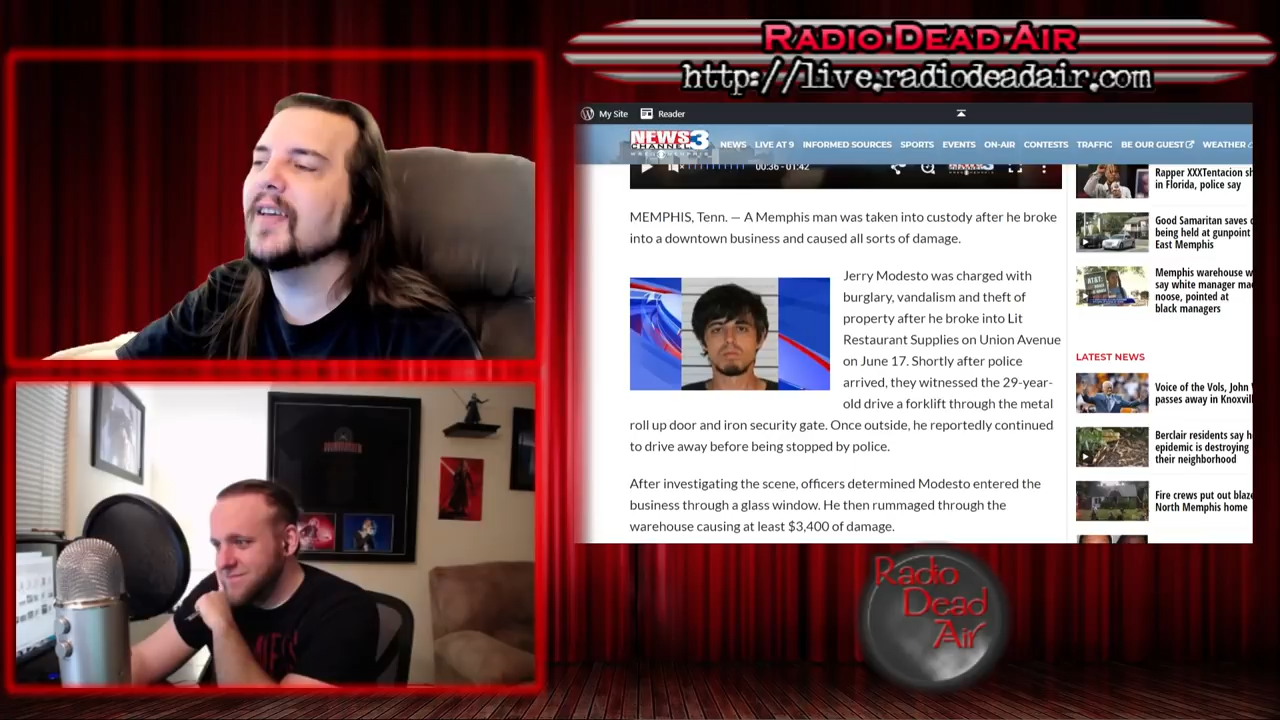 RADIO DEAD AIR
http://live.radiodeadair.com
My Site
Reader
NEWS
CHANNEL 3
NEWS
LIVE AT 9
INFORMED SOURCES
SPORTS
EVENTS
ON-AIR
CONTESTS
TRAFFIC
BE OUR GUEST
WEATHER
00:36 - 01:42
MEMPHIS, Tenn. — A Memphis man was taken into custody after he broke
into a downtown business and caused all sorts of damage.
Jerry Modesto was charged with
burglary, vandalism and theft of
property after he broke into Lit
Restaurant Supplies on Union Avenue
on June 17. Shortly after police
arrived, they witnessed the 29-year-
old drive a forklift through the metal
roll up door and iron security gate. Once outside, he reportedly continued
to drive away before being stopped by police.
After investigating the scene, officers determined Modesto entered the
business through a glass window. He then rummaged through the
warehouse causing at least $3,400 of damage.
Rapper XXXTentacion sh
in Florida, police say
Good Samaritan saves
being held at gunpoint
East Memphis
Memphis warehouse w
say white manager ma
noose, pointed at
black managers
LATEST NEWS
Voice of the Vols, John
passes away in Knoxvil
Berclair residents say h
epidemic is destroying
their neighborhood
Fire crews put out blaz
North Memphis home
Radio
Dead
Air